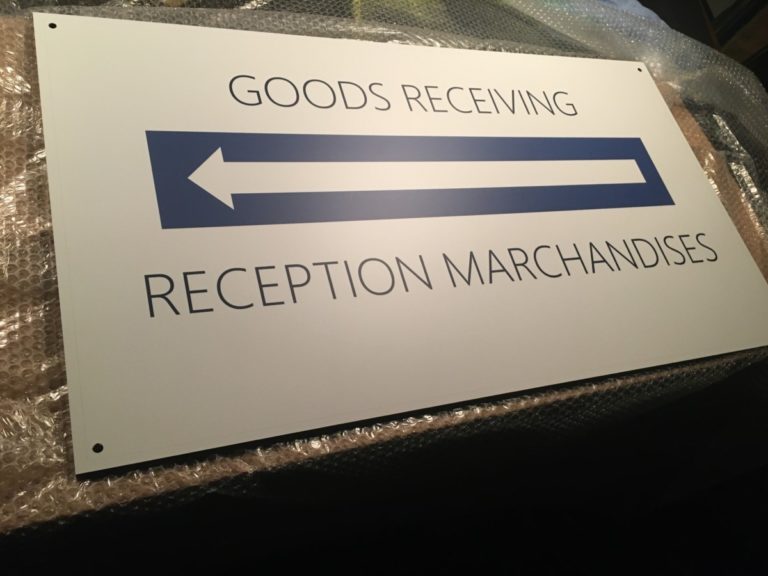 GOODS RECEIVING
RECEPTION MARCHANDISES